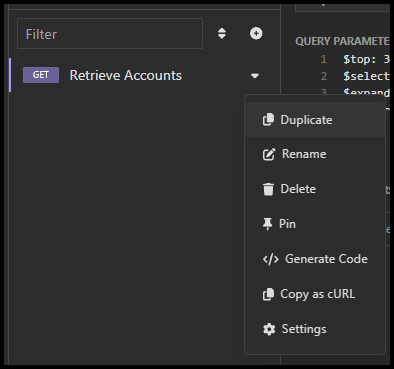 Filter
QUERY PARAMETE
1 $top: 3
2 $select
3 $expand
GET Retrieve Accounts
Duplicate
Rename
Delete
Pin
Generate Code
Copy as cURL
Settings